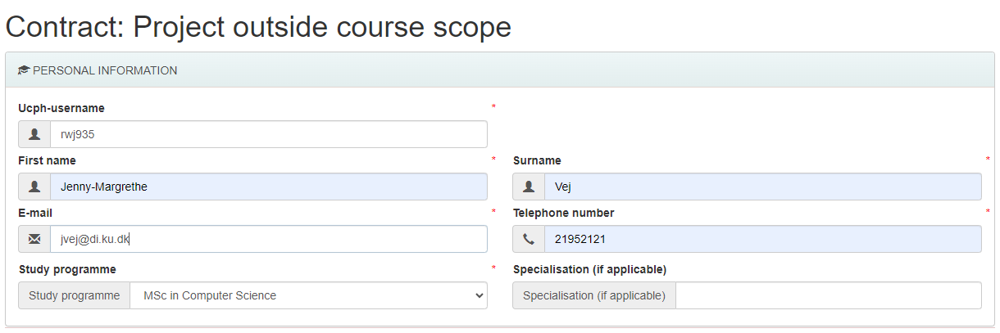 Contract: Project outside course scope
PERSONAL INFORMATION
Ucph-username *
rwj935
First name * Surname *
Jenny-Margrethe Vej
E-mail * Telephone number *
jvej@di.ku.dk 21952121
Study programme * Specialisation (if applicable)
Study programme MSc in Computer Science Specialisation (if applicable)